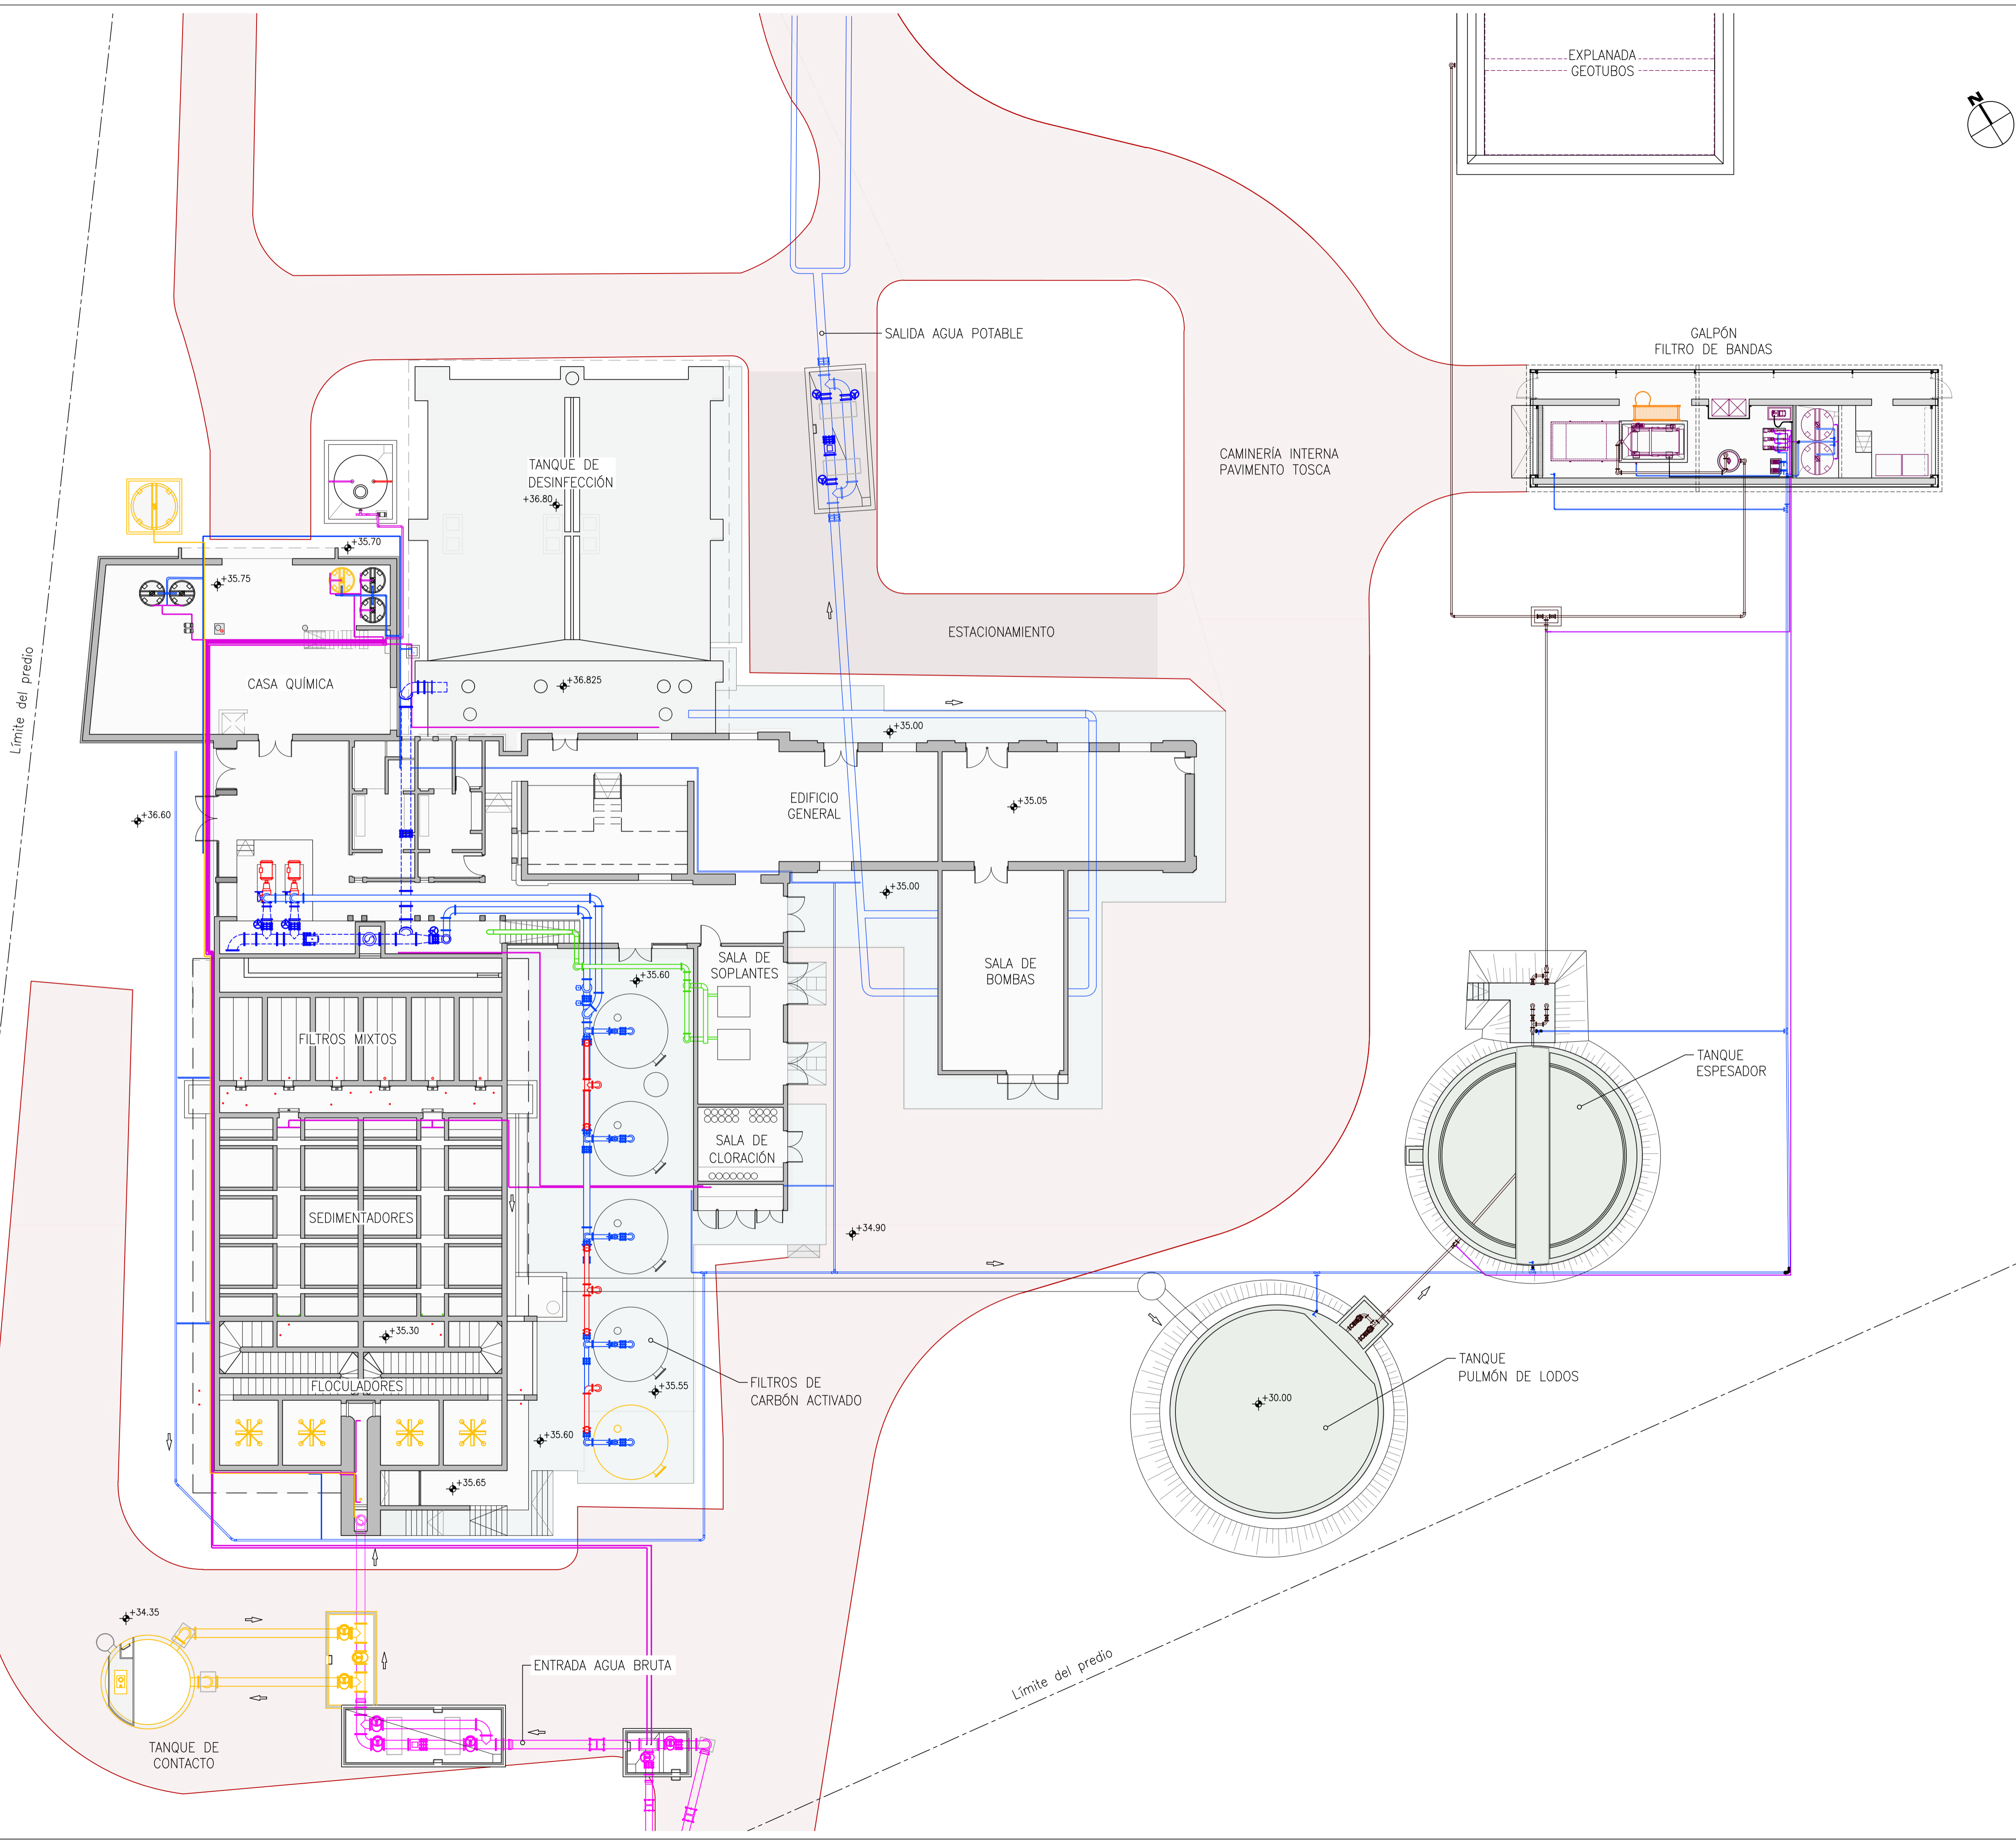 EXPLANADA
GEOTUBOS
N
SALIDA AGUA POTABLE
GALPÓN
FILTRO DE BANDAS
CAMINERÍA INTERNA
PAVIMENTO TOSCA
TANQUE DE
DESINFECCIÓN
+36.80
+35.70
+35.75
ESTACIONAMIENTO
CASA QUÍMICA
+36.825
Límite del predio
+35.00
EDIFICIO
GENERAL
+35.05
+36.60
+35.00
SALA DE
SOPLANTES
+35.60
SALA DE
BOMBAS
FILTROS MIXTOS
TANQUE
ESPESADOR
SALA DE
CLORACIÓN
SEDIMENTADORES
+34.90
+35.30
FLOCULADORES
FILTROS DE
CARBÓN ACTIVADO
+35.55
TANQUE
PULMÓN DE LODOS
+30.00
+35.60
+35.65
+34.35
ENTRADA AGUA BRUTA
Límite del predio
TANQUE DE
CONTACTO